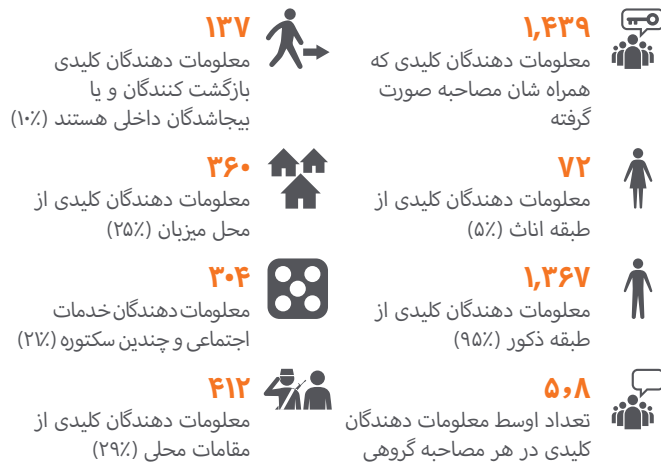 ۱,۴۳۹
معلومات دهندگان کلیدی که
همراه شان مصاحبه صورت
گرفته
۱۳۷
معلومات دهندگان کلیدی
بازگشت کنندگان و یا
بیجاشدگان داخلی هستند (۱۰٪)
۷۲
معلومات دهندگان کلیدی از
طبقه اناث (۵٪)
۳۶۰
معلومات دهندگان کلیدی از
محل میزبان (۲۵٪)
۱,۳۶۷
معلومات دهندگان کلیدی از
طبقه ذکور (۹۵٪)
۳۰۴
معلومات دهندگان خدمات
اجتماعی و چندین سکتوره (۲۱٪)
۵,۸
تعداد اوسط معلومات دهندگان
کلیدی در هر مصاحبه گروهی
۴۱۲
معلومات دهندگان کلیدی از
مقامات محلی (۲۹٪)